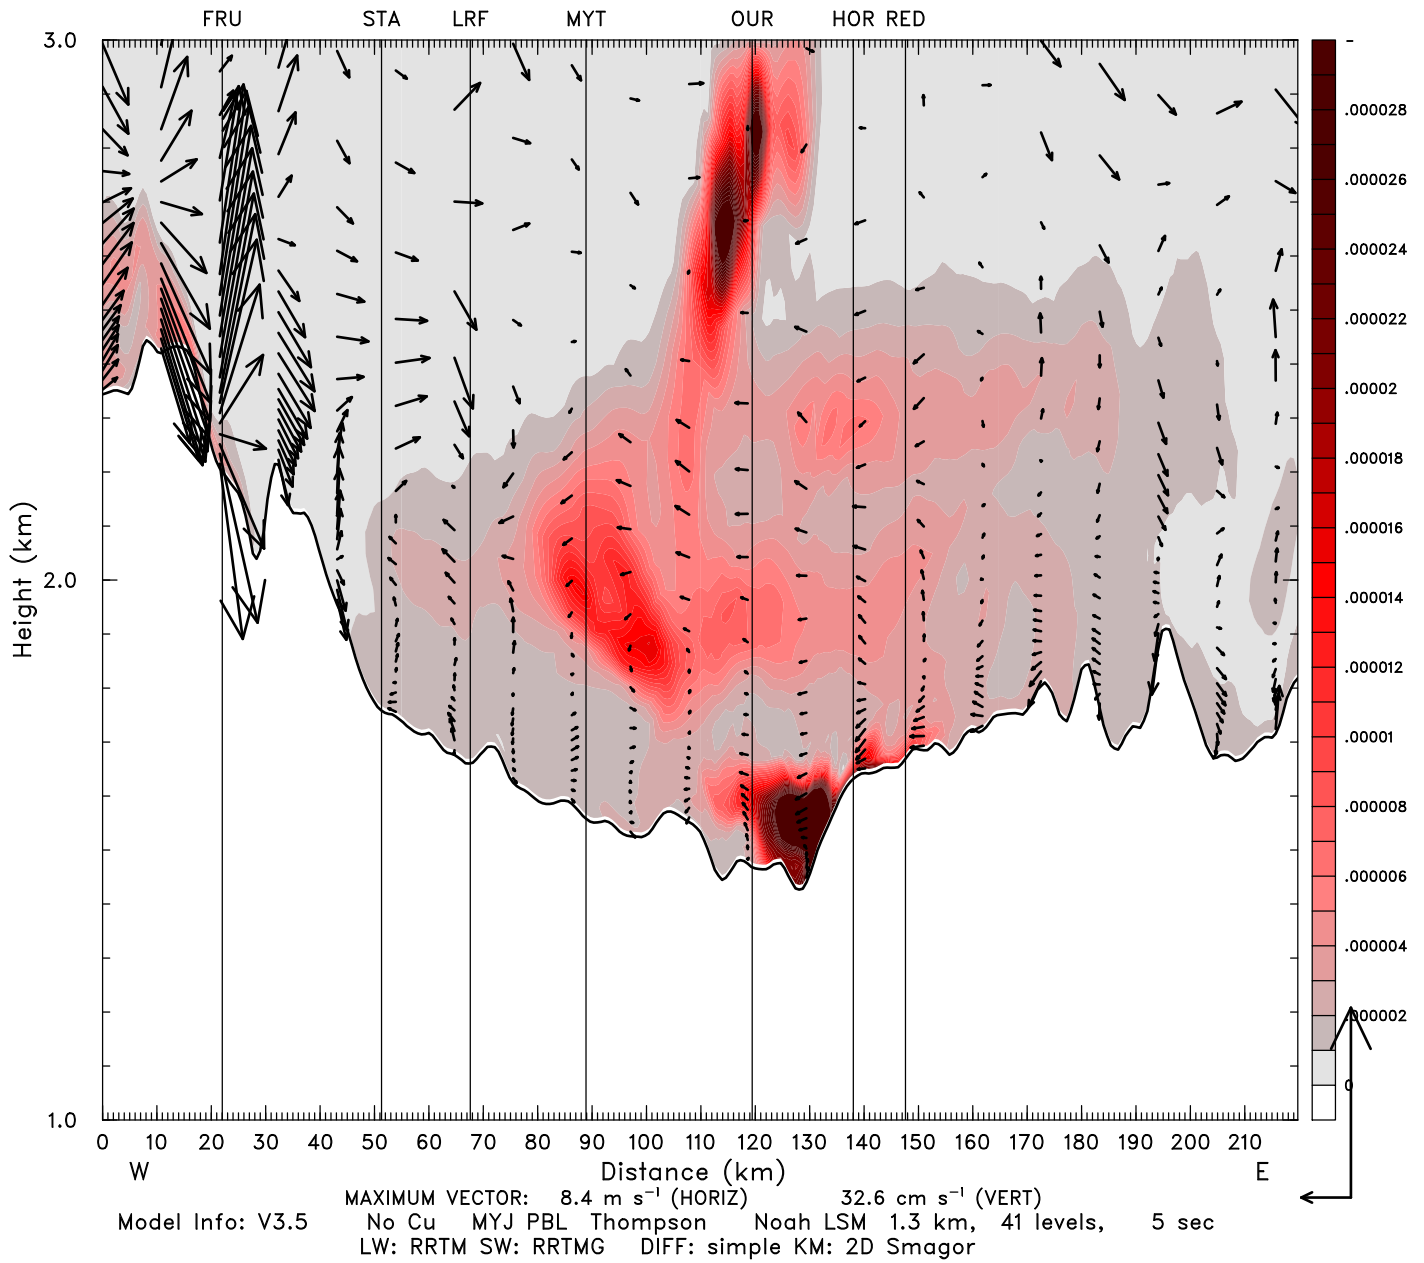 FRU STA LRF MYT OUR HOR RED
3.0
2.0
1.0
Height (km)
.000028
.000026
.000024
.000022
.00002
.000018
.000016
.000014
.000012
.00001
.000008
.000006
.000004
.000002
0
0 10 20 30 40 50 60 70 80 90 100 110 120 130 140 150 160 170 180 190 200 210
W Distance (km) E
MAXIMUM VECTOR: 8.4 m s⁻¹ (HORIZ) 32.6 cm s⁻¹ (VERT)
Model Info: V3.5 No Cu MYJ PBL Thompson Noah LSM 1.3 km, 41 levels, 5 sec
LW: RRTM SW: RRTMG DIFF: simple KM: 2D Smagor